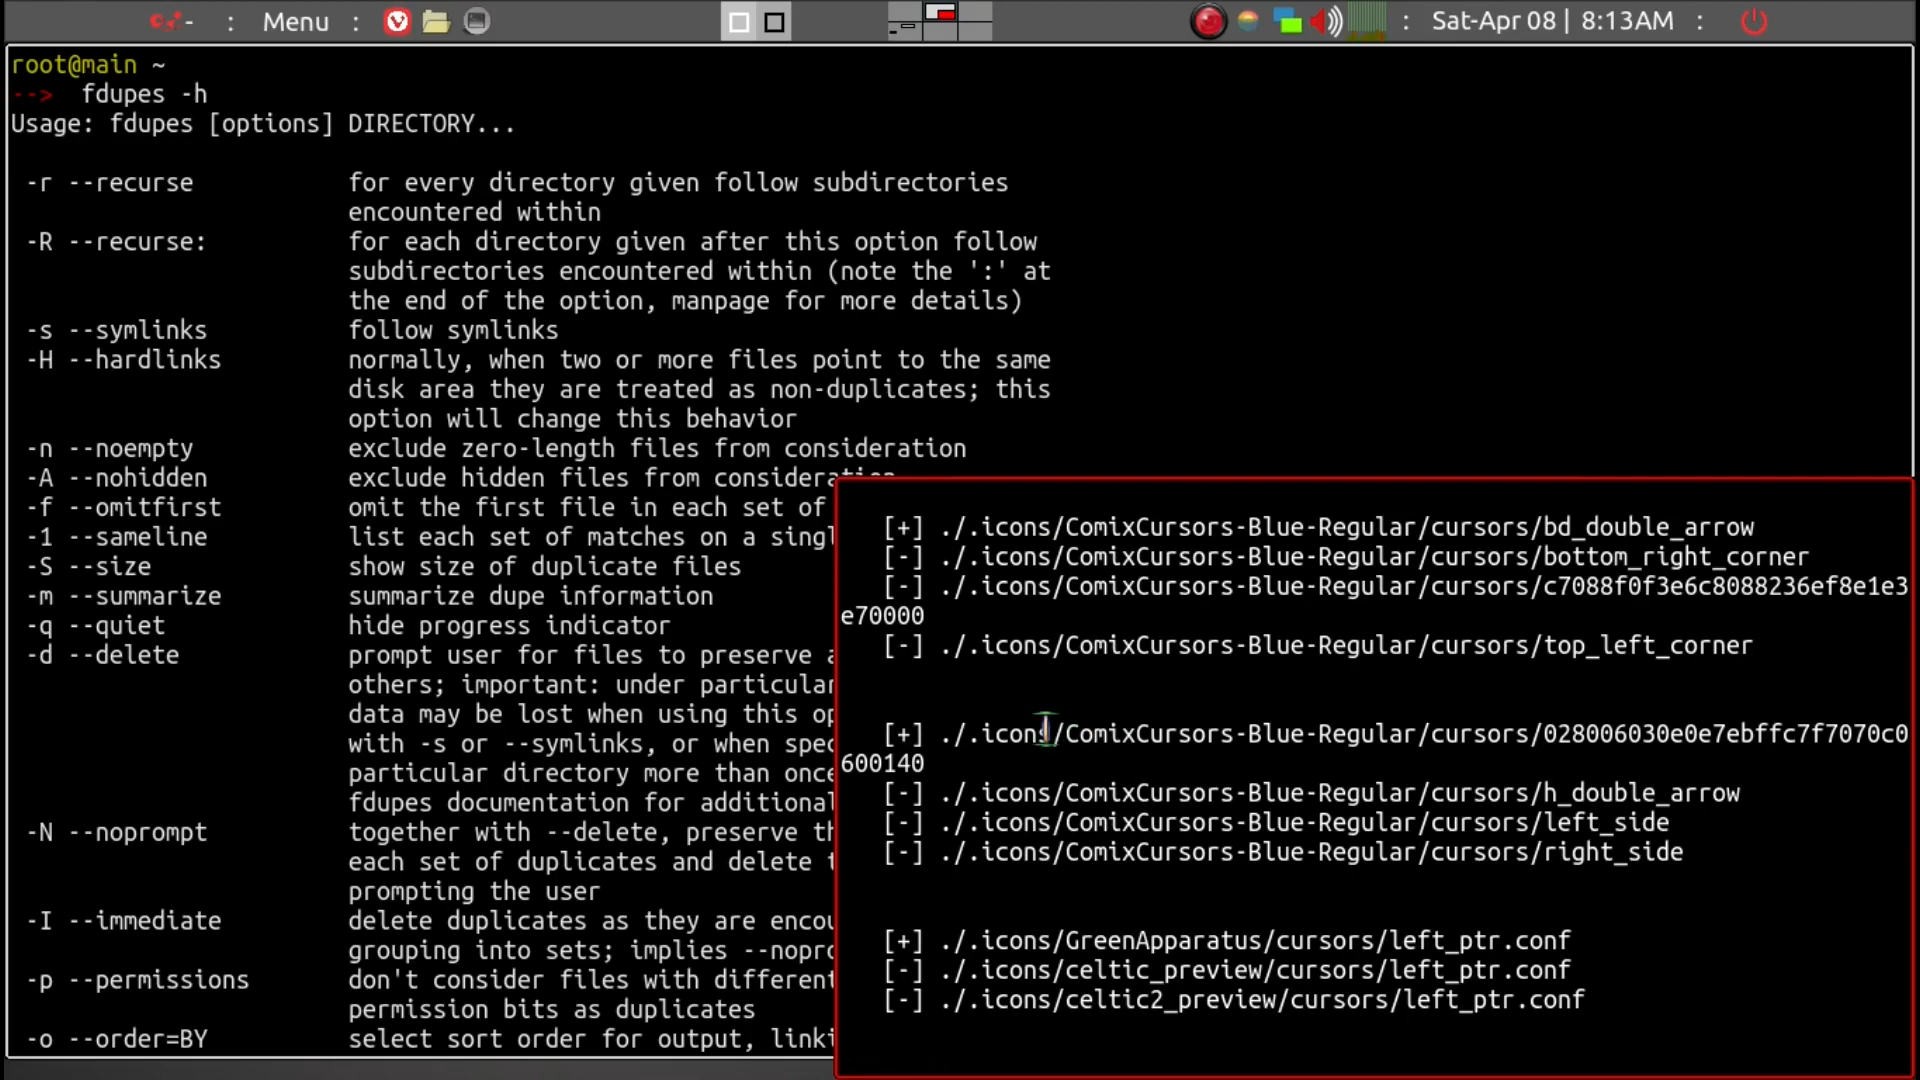 : Menu : : Sat-Apr 08 | 8:13AM :
root@main ~
--> fdupes -h
Usage: fdupes [options] DIRECTORY...
-r --recurse for every directory given follow subdirectories
encountered within
-R --recurse: for each directory given after this option follow
subdirectories encountered within (note the ':' at
the end of the option, manpage for more details)
-s --symlinks follow symlinks
-H --hardlinks normally, when two or more files point to the same
disk area they are treated as non-duplicates; this
option will change this behavior
-n --noempty exclude zero-length files from consideration
-A --nohidden exclude hidden files from consideration
-f --omitfirst omit the first file in each set of
-1 --sameline list each set of matches on a singl
-S --size show size of duplicate files
-m --summarize summarize dupe information
-q --quiet hide progress indicator
-d --delete prompt user for files to preserve a
others; important: under particular
data may be lost when using this op
with -s or --symlinks, or when spec
particular directory more than once
fdupes documentation for additional
-N --noprompt together with --delete, preserve th
each set of duplicates and delete t
prompting the user
-I --immediate delete duplicates as they are encou
grouping into sets; implies --nopro
-p --permissions don't consider files with different
permission bits as duplicates
-o --order=BY select sort order for output, linki
[+] ./.icons/ComixCursors-Blue-Regular/cursors/bd_double_arrow
[-] ./.icons/ComixCursors-Blue-Regular/cursors/bottom_right_corner
[-] ./.icons/ComixCursors-Blue-Regular/cursors/c7088f0f3e6c8088236ef8e1e3
e70000
[-] ./.icons/ComixCursors-Blue-Regular/cursors/top_left_corner
[+] ./.icons/ComixCursors-Blue-Regular/cursors/028006030e0e7ebffc7f7070c0
600140
[-] ./.icons/ComixCursors-Blue-Regular/cursors/h_double_arrow
[-] ./.icons/ComixCursors-Blue-Regular/cursors/left_side
[-] ./.icons/ComixCursors-Blue-Regular/cursors/right_side
[+] ./.icons/GreenApparatus/cursors/left_ptr.conf
[-] ./.icons/celtic_preview/cursors/left_ptr.conf
[-] ./.icons/celtic2_preview/cursors/left_ptr.conf